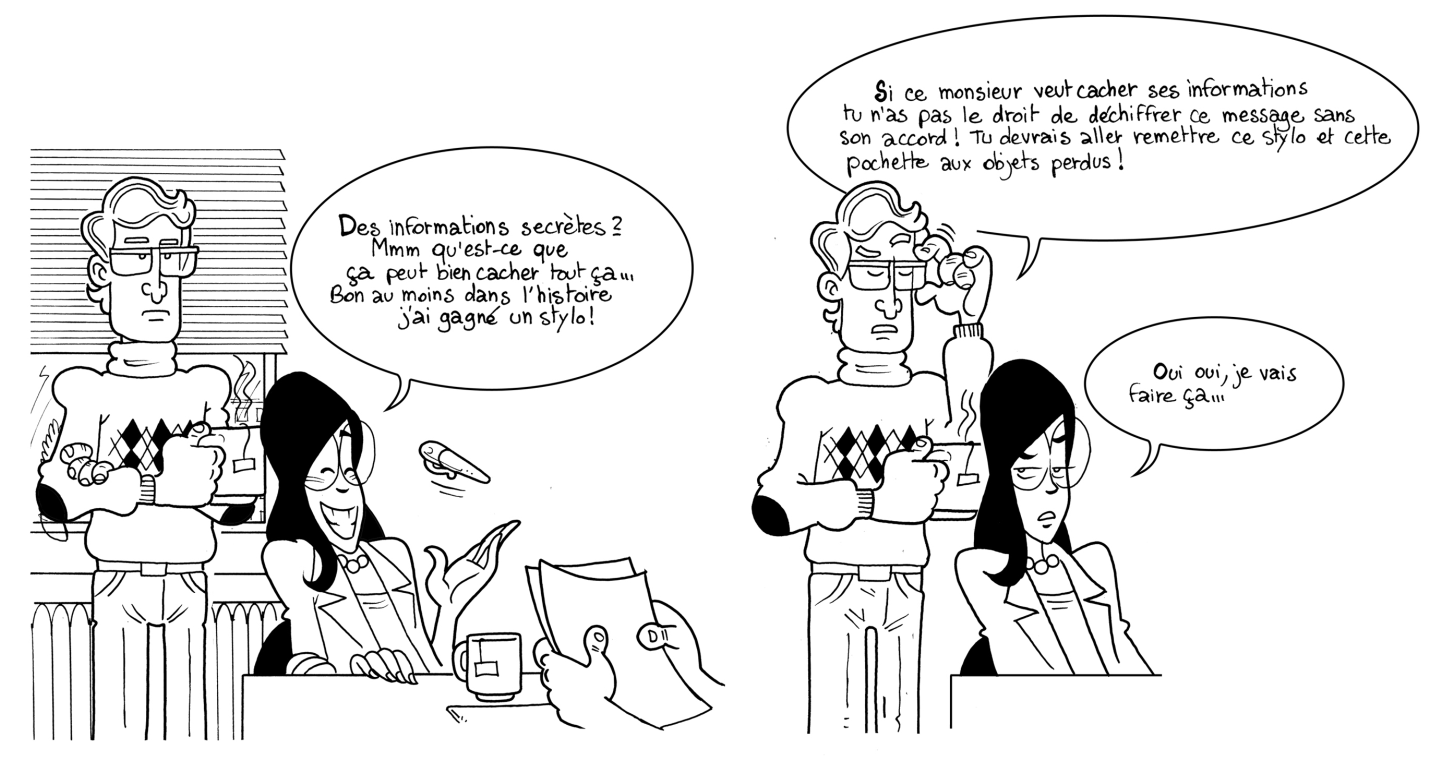 Des informations secrètes ?
Mmm qu'est-ce que
ça peut bien cacher tout ça...
Bon au moins dans l'histoire
j'ai gagné un stylo !
Si ce monsieur veut cacher ses informations
tu n'as pas le droit de déchiffrer ce message sans
son accord ! Tu devrais aller remettre ce stylo et cette
pochette aux objets perdus !
Oui oui, je vais
faire ça...